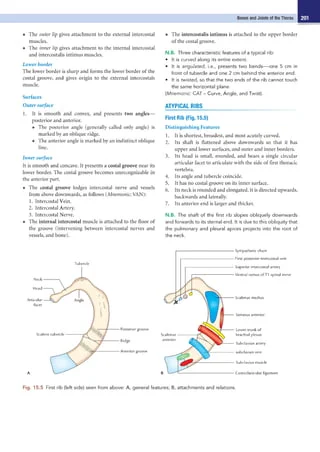 Bones and Joints of the Thorax 201
• The outer lip gives attachment to the external intercostal
muscles.
• The inner lip gives attachment to the internal intercostal
and intercostalis intimus muscles.
Lower border
The lower border is sharp and forms the lower border of the
costal groove, and gives origin to the external intercostalis
muscle.
Surfaces
Outer surface
1. It is smooth and convex, and presents two angles—
posterior and anterior.
• The posterior angle (generally called only angle) is
marked by an oblique ridge.
• The anterior angle is marked by an indistinct oblique
line.
Inner surface
It is smooth and concave. It presents a costal groove near its
lower border. The costal groove becomes unrecognizable in
the anterior part.
• The costal groove lodges intercostal nerve and vessels
from above downwards, as follows (Mnemonic: VAN):
1. Intercostal Vein.
2. Intercostal Artery.
3. Intercostal Nerve.
• The internal intercostal muscle is attached to the floor of
the groove (intervening between intercostal nerves and
vessels, and bone).
• The intercostalis intimus is attached to the upper border
of the costal groove.
N.B. Three characteristic features of a typical rib:
• It is curved along its entire extent.
• It is angulated, i.e., presents two bends—one 5 cm in
front of tubercle and one 2 cm behind the anterior end.
• It is twisted, so that the two ends of the rib cannot touch
the same horizontal plane.
(Mnemonic: CAT – Curve, Angle, and Twist).
ATYPICAL RIBS
First Rib (Fig. 15.5)
Distinguishing Features
1. It is shortest, broadest, and most acutely curved.
2. Its shaft is flattened above downwards so that it has
upper and lower surfaces, and outer and inner borders.
3. Its head is small, rounded, and bears a single circular
articular facet to articulate with the side of first thoracic
vertebra.
4. Its angle and tubercle coincide.
5. It has no costal groove on its inner surface.
6. Its neck is rounded and elongated. It is directed upwards,
backwards and laterally.
7. Its anterior end is larger and thicker.
N.B. The shaft of the first rib slopes obliquely downwards
and forwards to its sternal end. It is due to this obliquity that
the pulmonary and pleural apices projects into the root of
the neck.
Tubercle
Neck
Head
Articular
facet
Angle
Scalene tubercle
Posterior groove
Ridge
Anterior groove
A
Sympathetic chain
First posterior intercostal vein
Superior intercostal artery
Ventral ramus of T1 spinal nerve
Scalenus medius
Serratus anterior
Scalenus
anterior
Lower trunk of
brachial plexus
Subclavian artery
Subclavian vein
Subclavius muscle
Costoclavicular ligament
B
Fig. 15.5 First rib (left side) seen from above: A, general features; B, attachments and relations.